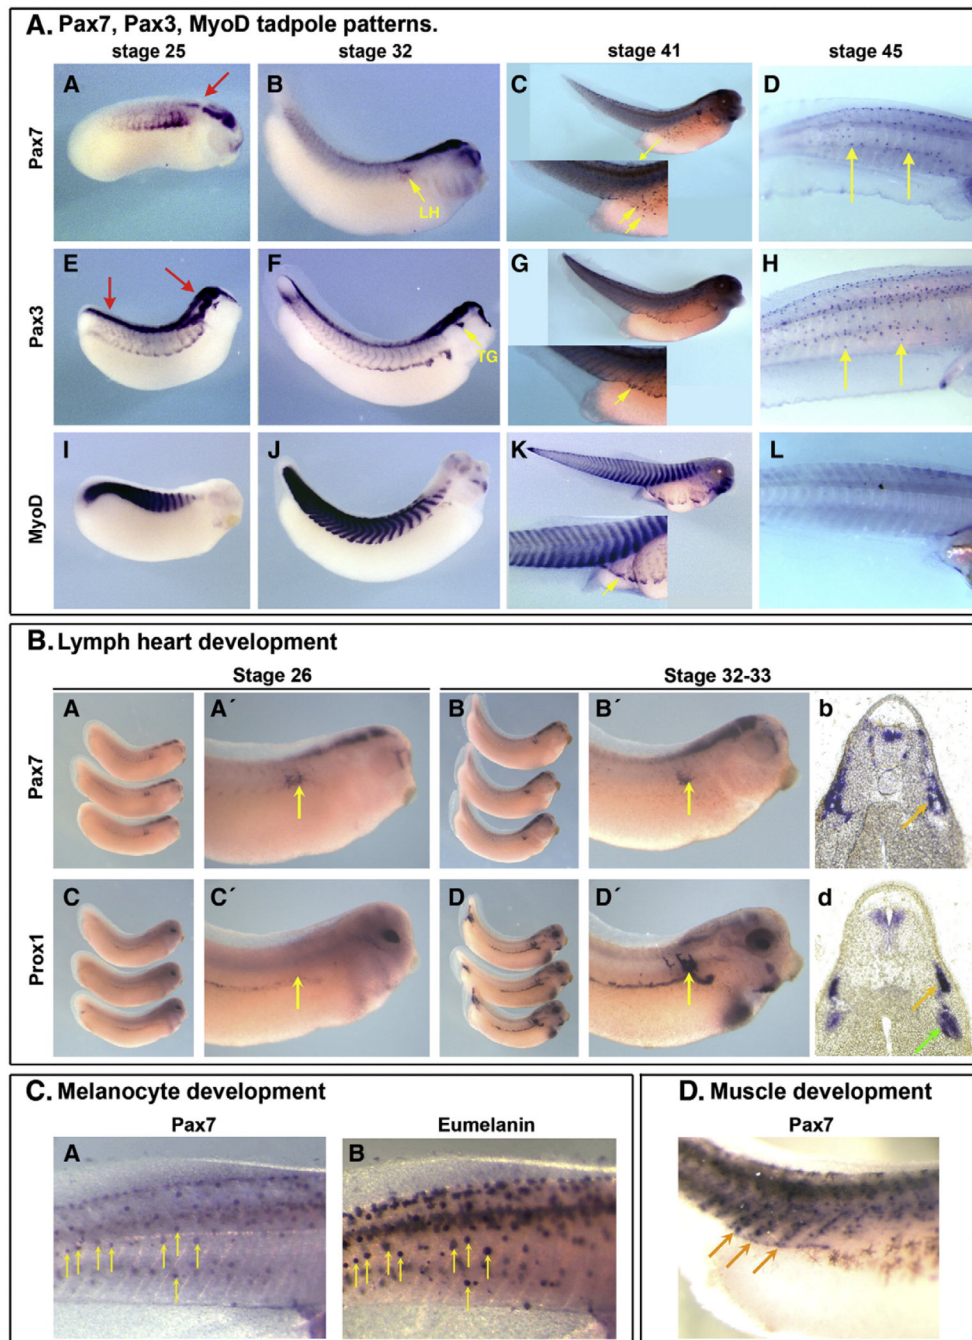 A. Pax7, Pax3, MyoD tadpole patterns.
stage 25 stage 32 stage 41 stage 45
Pax7
A B C D
LH
Pax3
E F G H
TG
MyoD
I J K L
B. Lymph heart development
Stage 26 Stage 32-33
Pax7
A A´ B B´ b
Prox1
C C´ D D´ d
C. Melanocyte development
Pax7 Eumelanin
A B
D. Muscle development
Pax7